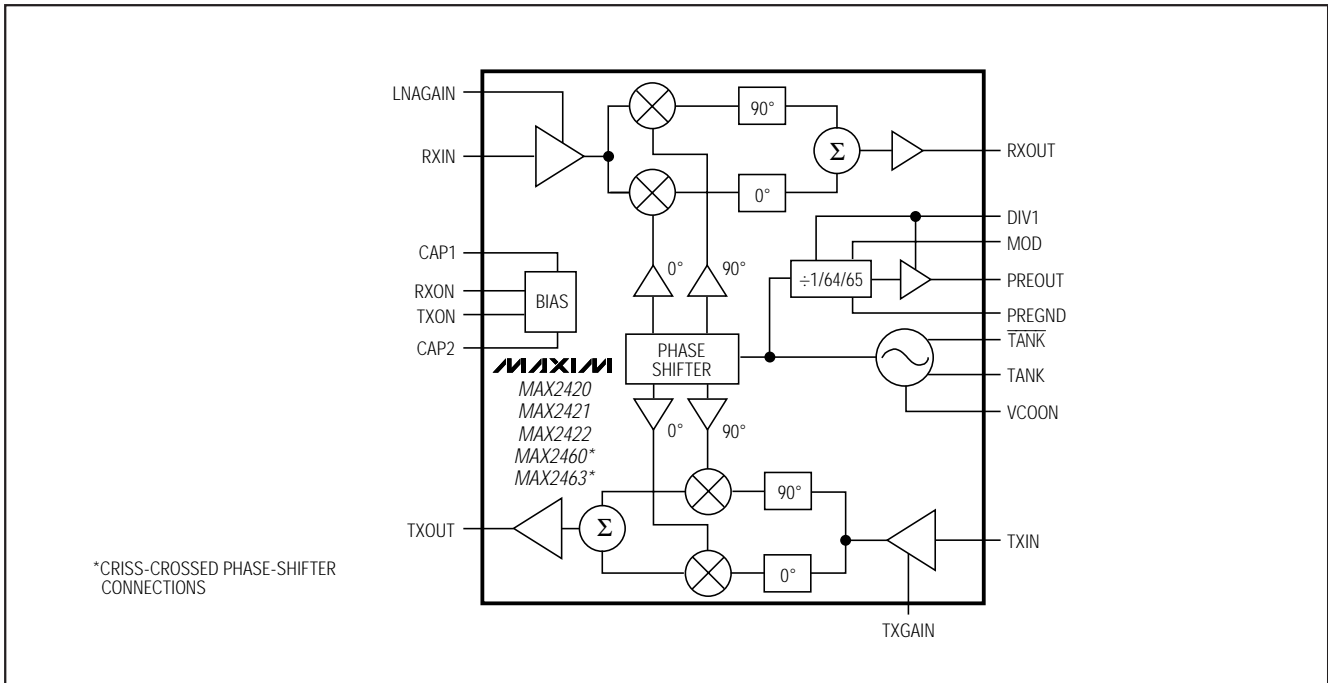 LNAGAIN
90°
RXIN
Σ
RXOUT
0°
DIV1
CAP1
MOD
0°
90°
÷1/64/65
PREOUT
RXON
BIAS
TXON
PREGND
CAP2
TANK
PHASE
SHIFTER
MAXIM
TANK
MAX2420
MAX2421
VCOON
MAX2422
0°
90°
MAX2460*
MAX2463*
90°
TXOUT
Σ
TXIN
*CRISS-CROSSED PHASE-SHIFTER
CONNECTIONS
0°
TXGAIN